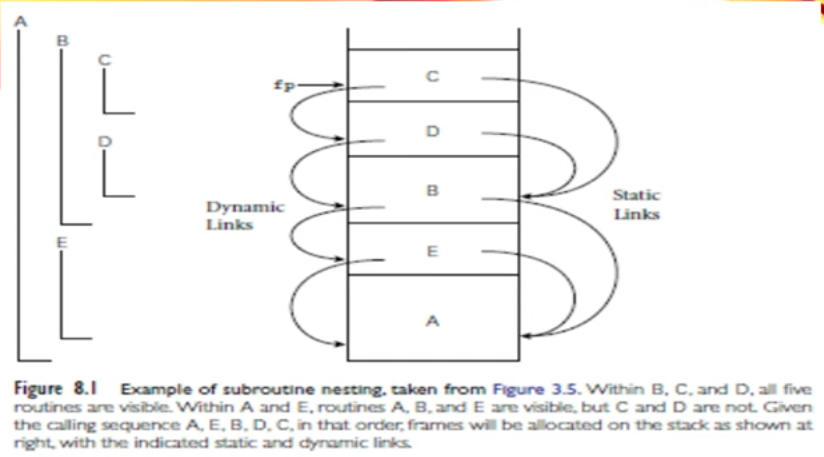 A
B
C
D
E
fp
C
D
B
E
A
Dynamic
Links
Static
Links
Figure 8.1 Example of subroutine nesting, taken from Figure 3.5. Within B, C, and D, all five
routines are visible. Within A and E, routines A, B, and E are visible, but C and D are not. Given
the calling sequence A, E, B, D, C, in that order, frames will be allocated on the stack as shown at
right, with the indicated static and dynamic links.